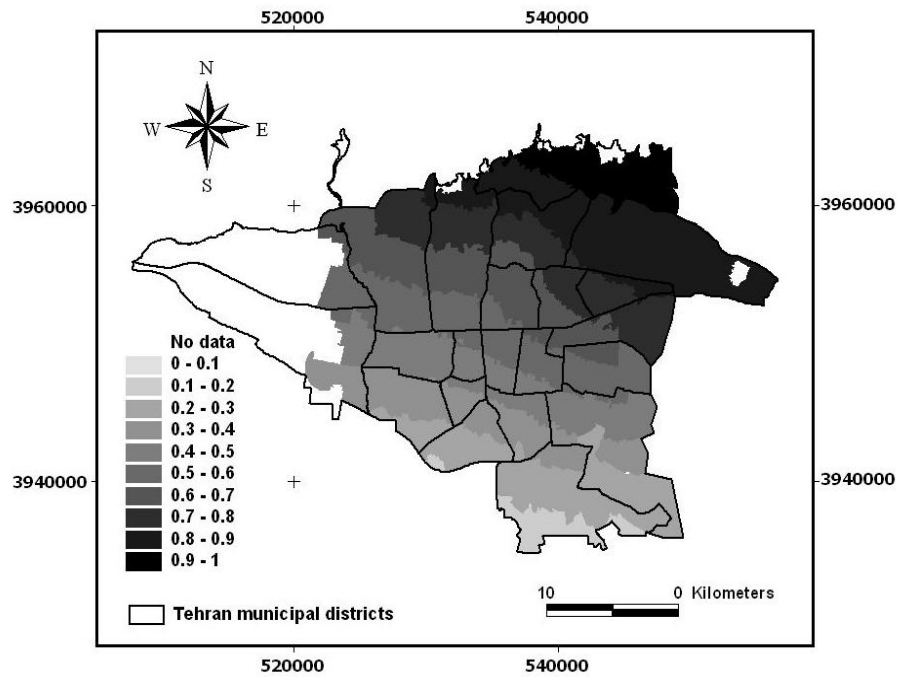 520000 540000
N
W E
S
3960000 3960000
No data
0 - 0.1
0.1 - 0.2
0.2 - 0.3
0.3 - 0.4
0.4 - 0.5
0.5 - 0.6
0.6 - 0.7
0.7 - 0.8
0.8 - 0.9
0.9 - 1
3940000 3940000
10 0 Kilometers
Tehran municipal districts
520000 540000